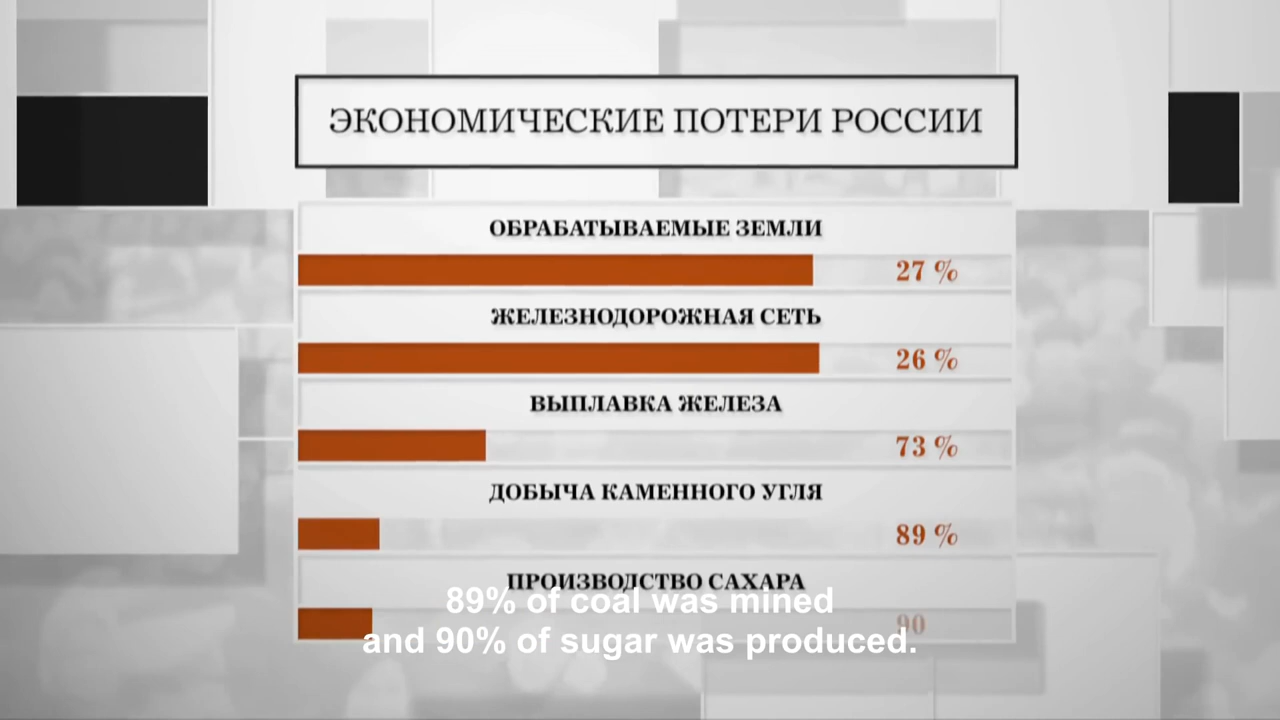 ЭКОНОМИЧЕСКИЕ ПОТЕРИ РОССИИ
ОБРАБАТЫВАЕМЫЕ ЗЕМЛИ
27 %
ЖЕЛЕЗНОДОРОЖНАЯ СЕТЬ
26 %
ВЫПЛАВКА ЖЕЛЕЗА
73 %
ДОБЫЧА КАМЕННОГО УГЛЯ
89 %
ПРОИЗВОДСТВО САХАРА
89% of coal was mined
90
and 90% of sugar was produced.